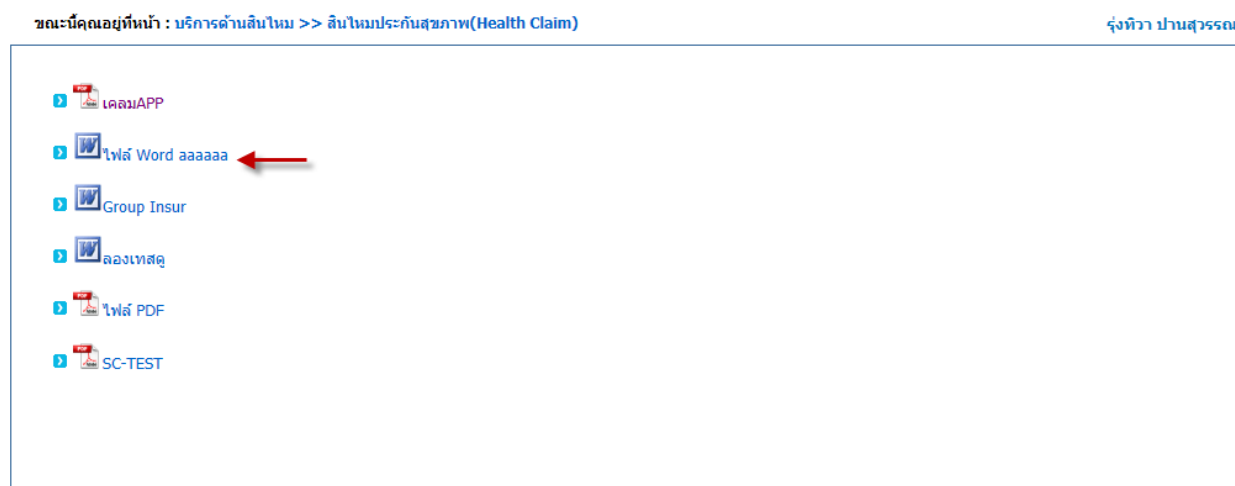 ขณะนี้คุณอยู่ที่หน้า : บริการด้านสินไหม >> สินไหมประกันสุขภาพ(Health Claim) รุ่งทิวา ปานสุวรรณ
PDF เคลมAPP
W ไฟล์ Word aaaaaa
W Group Insur
W ลองเทสดู
PDF ไฟล์ PDF
PDF SC-TEST